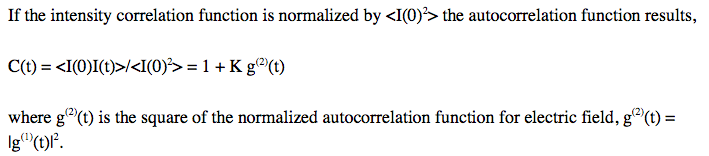 If the intensity correlation function is normalized by <I(0)²> the autocorrelation function results,
C(t) = <I(0)I(t)>/<I(0)²> = 1 + K g⁽²⁾(t)
where g⁽²⁾(t) is the square of the normalized autocorrelation function for electric field, g⁽²⁾(t) =
|g⁽¹⁾(t)|².